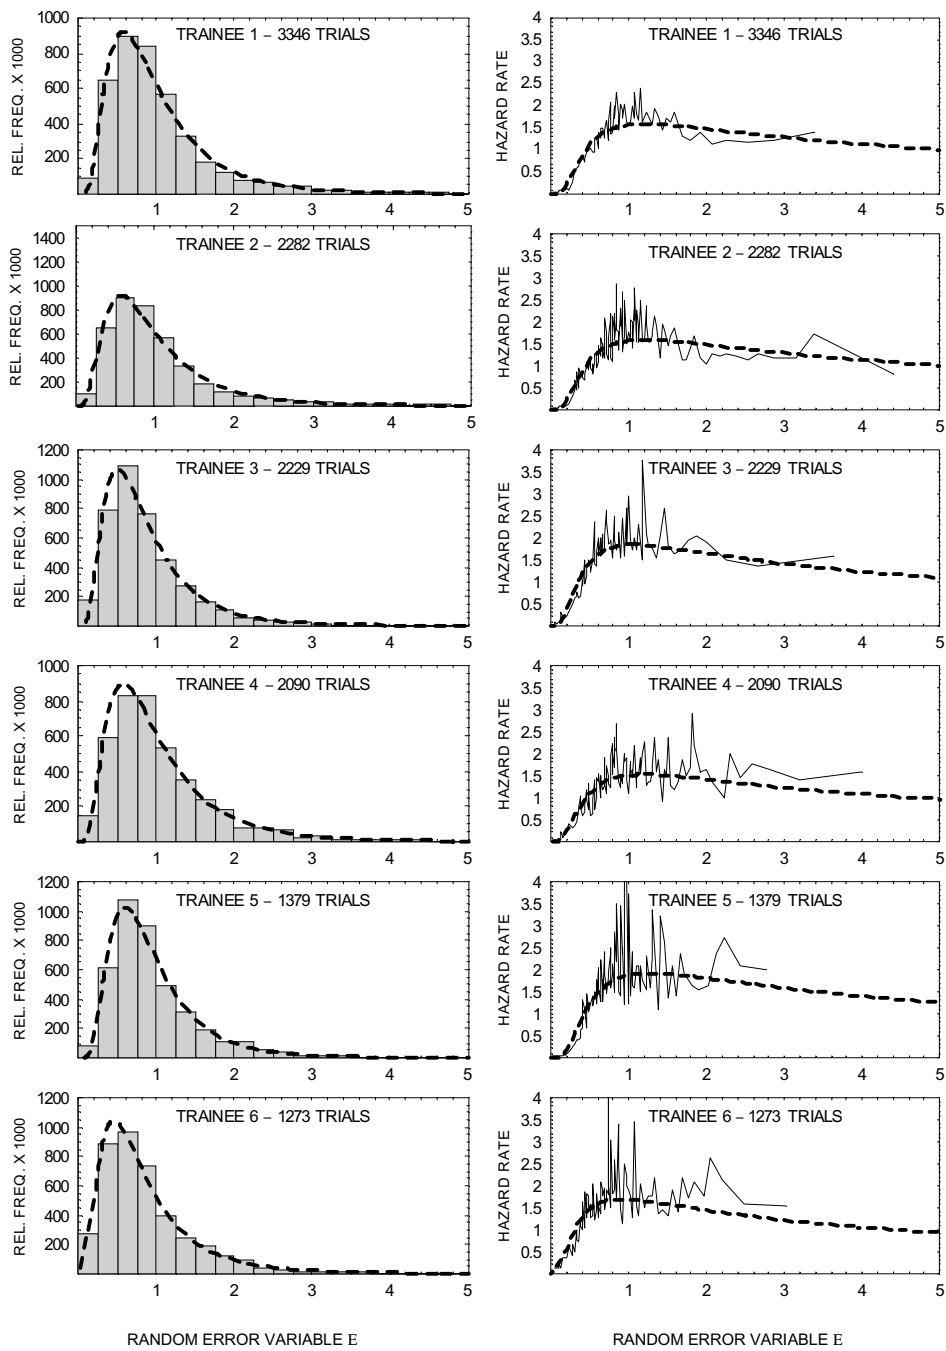 TRAINEE 1 – 3346 TRIALS
REL. FREQ. X 1000
1000
800
600
400
200
1 2 3 4 5
TRAINEE 1 – 3346 TRIALS
HAZARD RATE
4
3.5
3
2.5
2
1.5
1
0.5
1 2 3 4 5
TRAINEE 2 – 2282 TRIALS
REL. FREQ. X 1000
1400
1200
1000
800
600
400
200
1 2 3 4 5
TRAINEE 2 – 2282 TRIALS
HAZARD RATE
4
3.5
3
2.5
2
1.5
1
0.5
1 2 3 4 5
TRAINEE 3 – 2229 TRIALS
REL. FREQ. X 1000
1200
1000
800
600
400
200
1 2 3 4 5
TRAINEE 3 – 2229 TRIALS
HAZARD RATE
4
3.5
3
2.5
2
1.5
1
0.5
1 2 3 4 5
TRAINEE 4 – 2090 TRIALS
REL. FREQ. X 1000
1000
800
600
400
200
1 2 3 4 5
TRAINEE 4 – 2090 TRIALS
HAZARD RATE
4
3.5
3
2.5
2
1.5
1
0.5
1 2 3 4 5
TRAINEE 5 – 1379 TRIALS
REL. FREQ. X 1000
1200
1000
800
600
400
200
1 2 3 4 5
TRAINEE 5 – 1379 TRIALS
HAZARD RATE
4
3.5
3
2.5
2
1.5
1
0.5
1 2 3 4 5
TRAINEE 6 – 1273 TRIALS
REL. FREQ. X 1000
1200
1000
800
600
400
200
1 2 3 4 5
TRAINEE 6 – 1273 TRIALS
HAZARD RATE
4
3.5
3
2.5
2
1.5
1
0.5
1 2 3 4 5
RANDOM ERROR VARIABLE E
RANDOM ERROR VARIABLE E